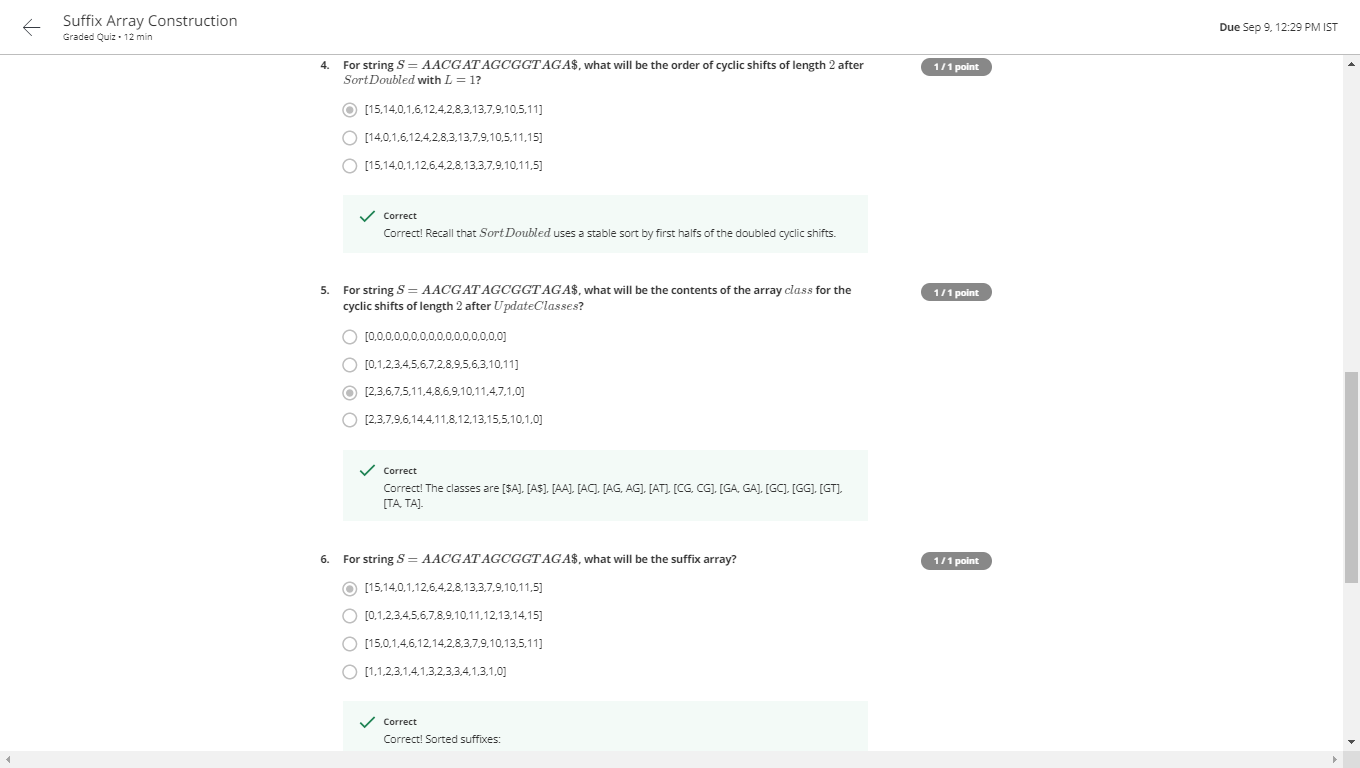 Suffix Array Construction
Graded Quiz • 12 min
Due Sep 9, 12:29 PM IST
4. For string S = AACGATAGCGGTAGA$, what will be the order of cyclic shifts of length 2 after
SortDoubled with L = 1?
1 / 1 point
[15,14,0,1,6,12,4,2,8,3,13,7,9,10,5,11]
[14,0,1,6,12,4,2,8,3,13,7,9,10,5,11,15]
[15,14,0,1,12,6,4,2,8,13,3,7,9,10,11,5]
Correct
Correct! Recall that SortDoubled uses a stable sort by first halfs of the doubled cyclic shifts.
5. For string S = AACGATAGCGGTAGA$, what will be the contents of the array class for the
cyclic shifts of length 2 after UpdateClasses?
1 / 1 point
[0,0,0,0,0,0,0,0,0,0,0,0,0,0,0,0]
[0,1,2,3,4,5,6,7,2,8,9,5,6,3,10,11]
[2,3,6,7,5,11,4,8,6,9,10,11,4,7,1,0]
[2,3,7,9,6,14,4,11,8,12,13,15,5,10,1,0]
Correct
Correct! The classes are [$A], [A$], [AA], [AC], [AG, AG], [AT], [CG, CG], [GA, GA], [GC], [GG], [GT],
[TA, TA].
6. For string S = AACGATAGCGGTAGA$, what will be the suffix array?
1 / 1 point
[15,14,0,1,12,6,4,2,8,13,3,7,9,10,11,5]
[0,1,2,3,4,5,6,7,8,9,10,11,12,13,14,15]
[15,0,1,4,6,12,14,2,8,3,7,9,10,13,5,11]
[1,1,2,3,1,4,1,3,2,3,3,4,1,3,1,0]
Correct
Correct! Sorted suffixes: